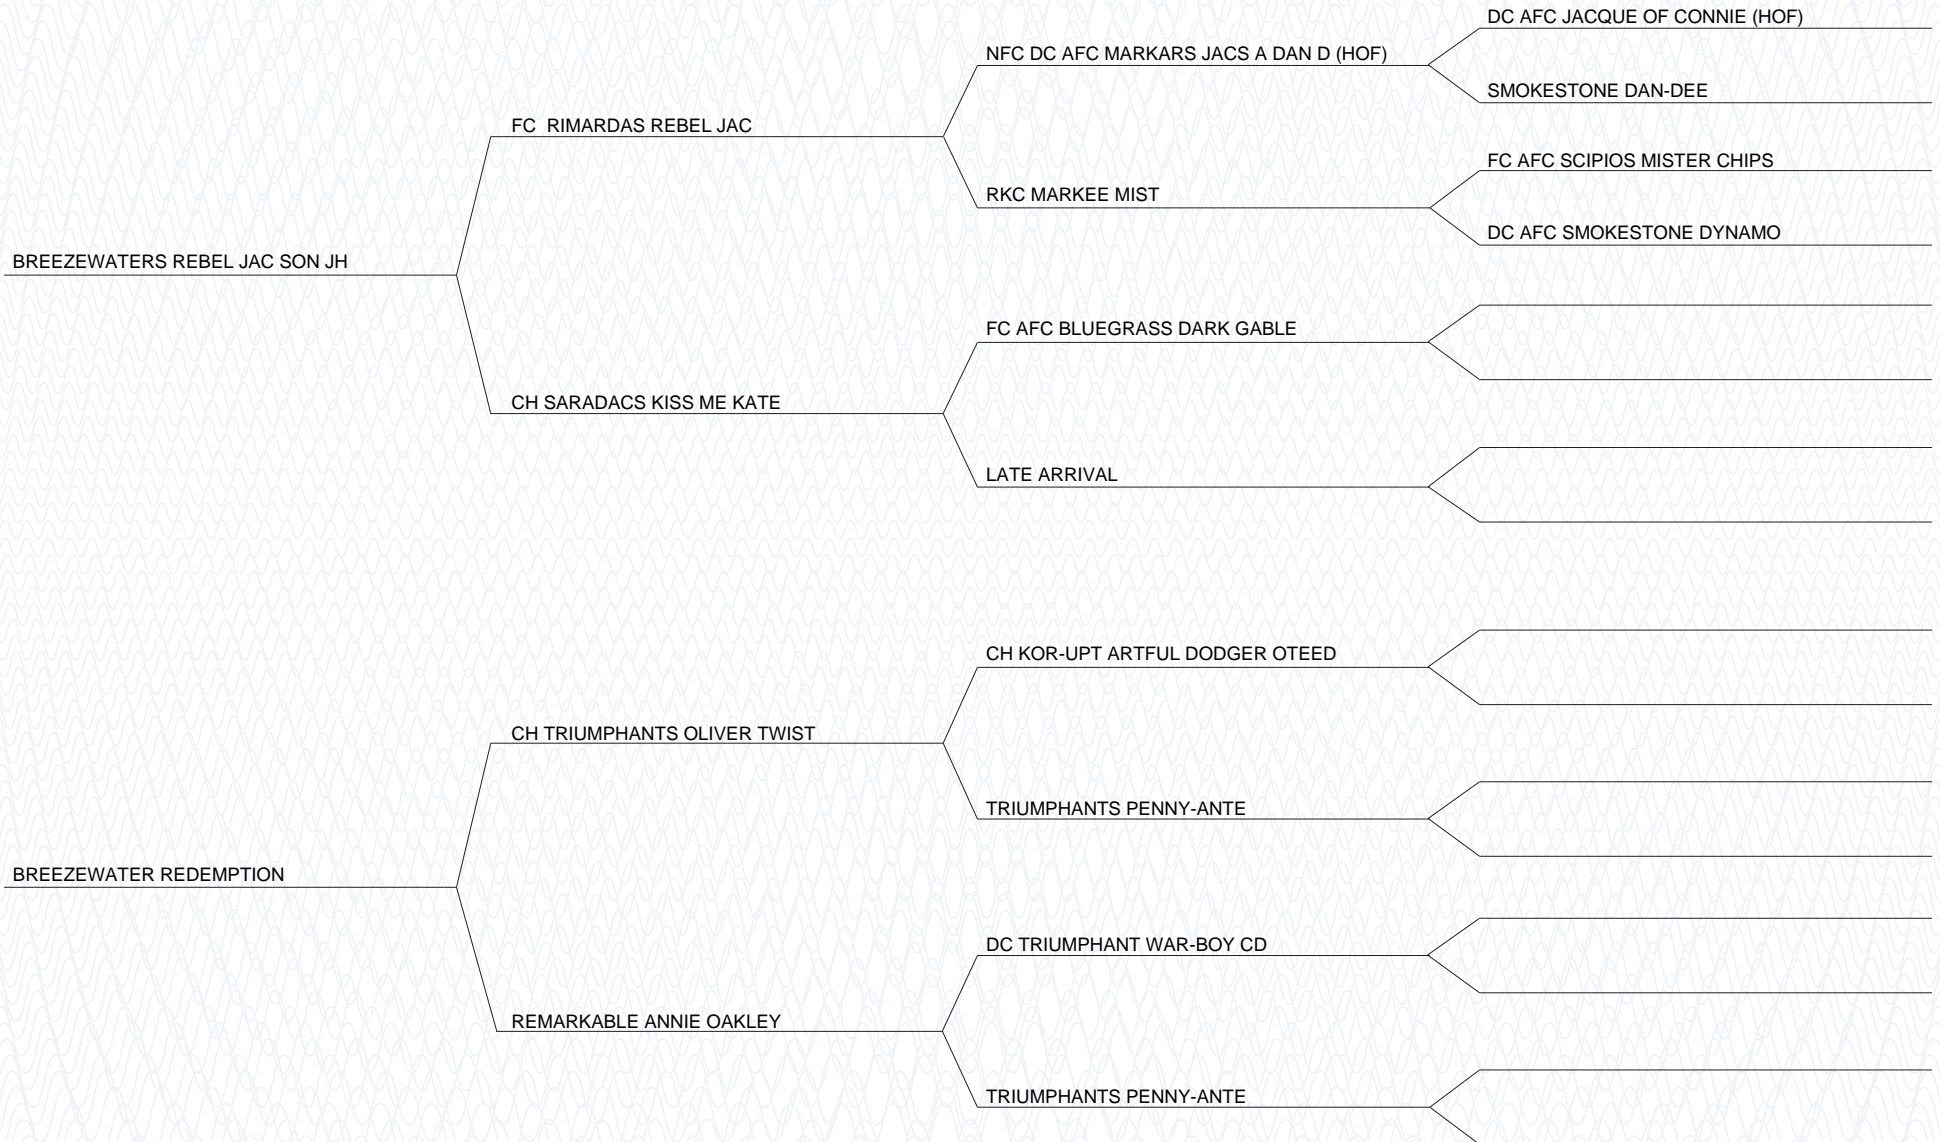 DC AFC JACQUE OF CONNIE (HOF)
NFC DC AFC MARKARS JACS A DAN D (HOF)
SMOKESTONE DAN-DEE
FC  RIMARDAS REBEL JAC
FC AFC SCIPIOS MISTER CHIPS
RKC MARKEE MIST
DC AFC SMOKESTONE DYNAMO
BREEZEWATERS REBEL JAC SON JH
FC AFC BLUEGRASS DARK GABLE
CH SARADACS KISS ME KATE
LATE ARRIVAL
CH KOR-UPT ARTFUL DODGER OTEED
CH TRIUMPHANTS OLIVER TWIST
TRIUMPHANTS PENNY-ANTE
BREEZEWATER REDEMPTION
DC TRIUMPHANT WAR-BOY CD
REMARKABLE ANNIE OAKLEY
TRIUMPHANTS PENNY-ANTE